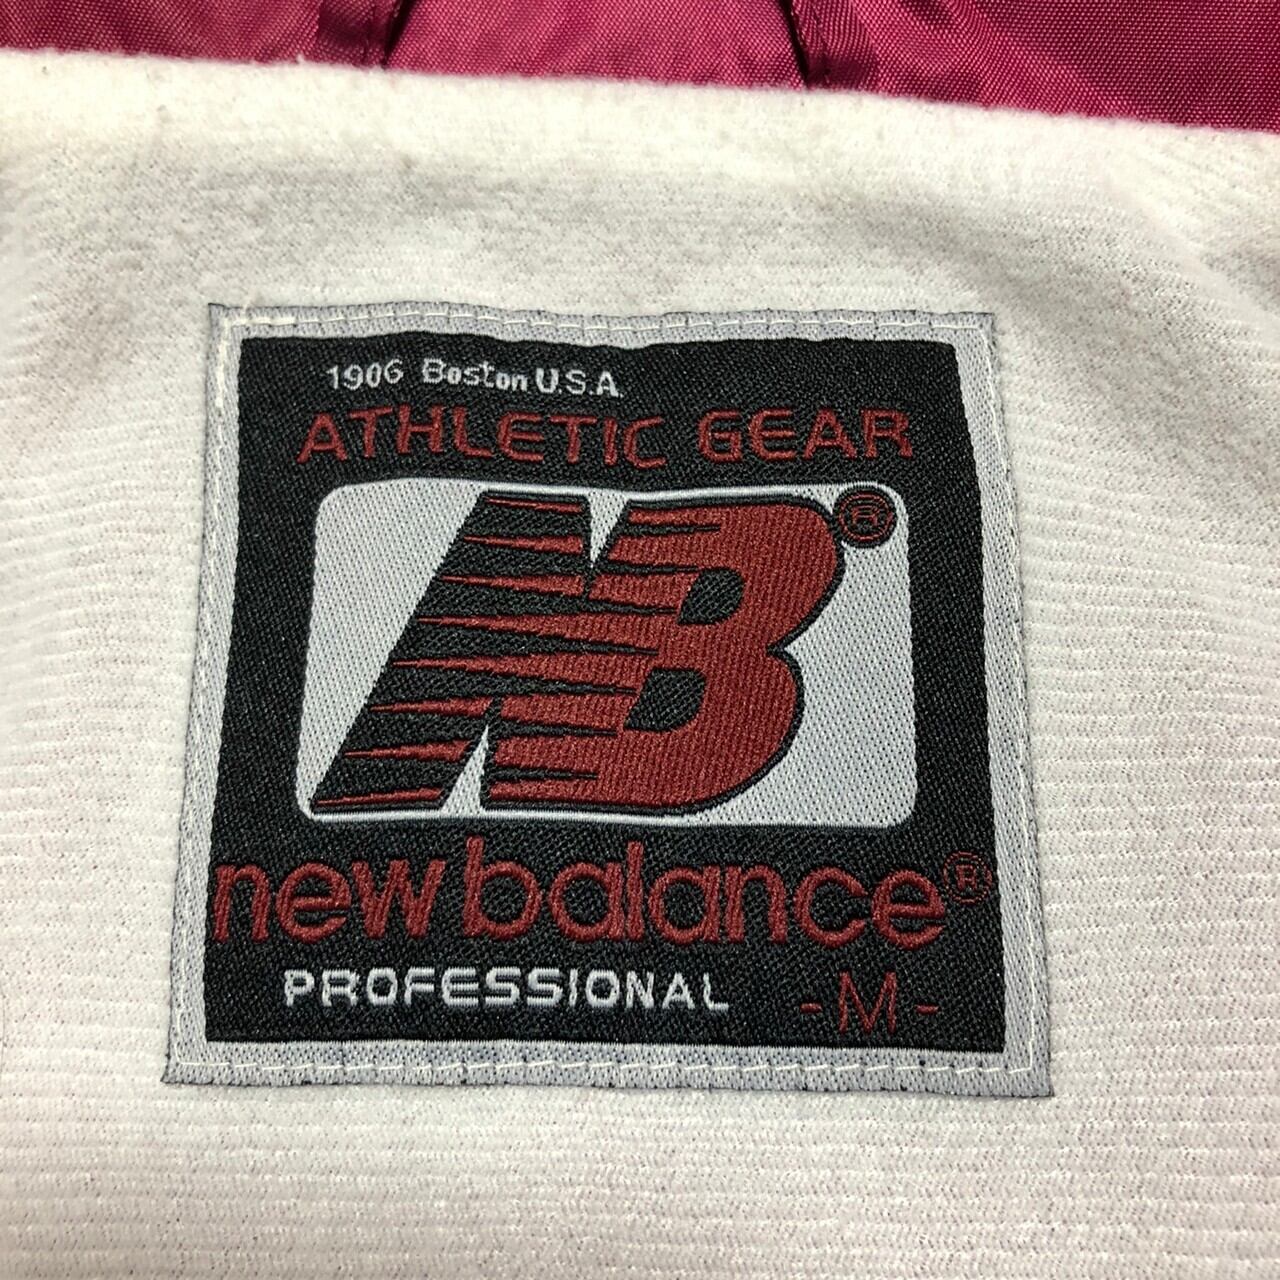 1906 Boston U.S.A.
ATHLETIC GEAR
NB®
new balance®
PROFESSIONAL -M-